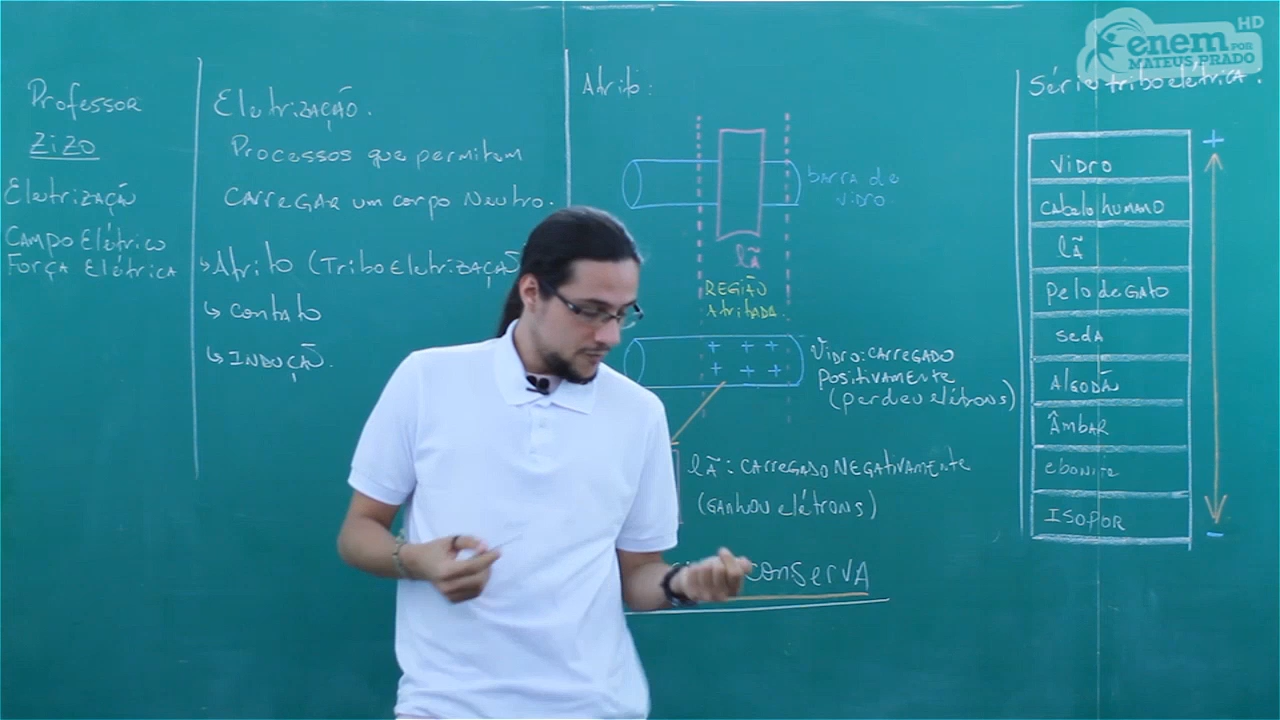 enem HD
POR
MATEUS PRADO
Professor
ZIZO
Eletrização
Campo Elétrico
Força Elétrica
Eletrização.
Processos que permitem
carregar um corpo neutro.
↳ Atrito (Triboeletrização
↳ contato
↳ Indução.
Atrito:
barra de
vidro.
lã
REGIÃO
Atritada.
+ + +
+ + +
Vidro: carregado
positivamente
(perdeu elétrons)
lã: carregado negativamente
(ganhou elétrons)
conserva
Série triboelétrica.
+
Vidro
Cabelo humano
lã
Pelo de gato
seda
Algodão
Âmbar
ebonite
Isopor
-